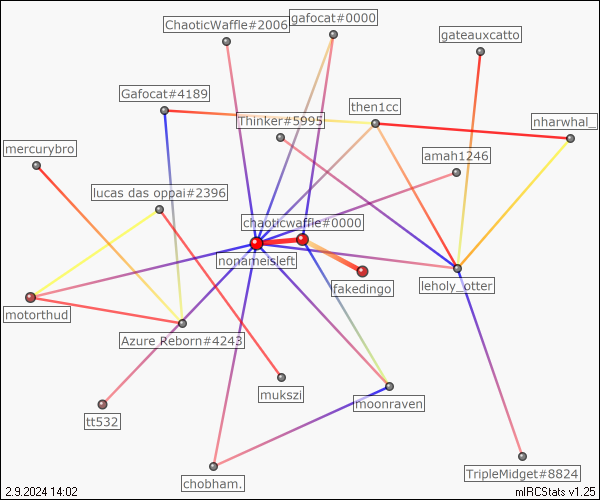 ChaoticWaffle#2006
gafocat#0000
gateauxcatto
Gafocat#4189
then1cc
Thinker#5995
nharwhal_
mercurybro
amah1246
lucas das oppai#2396
chaoticwaffle#0000
nonameisleft
fakedingo
leholy_otter
motorthud
Azure Reborn#4243
mukszi
moonraven
tt532
TripleMidget#8824
chobham.
2.9.2024 14:02
mIRCStats v1.25